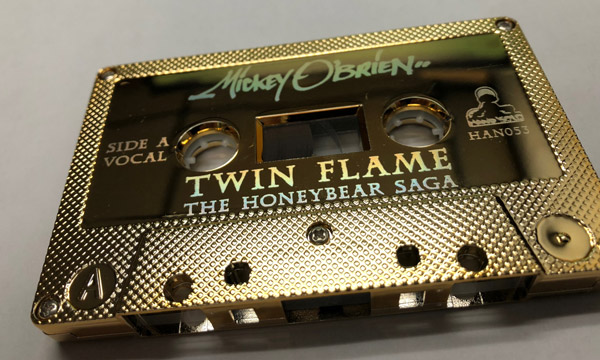 MICKEY O'BRIEN..
SIDE A
VOCAL
HAN053
TWIN FLAME
THE HONEYBEAR SAGA
A
A